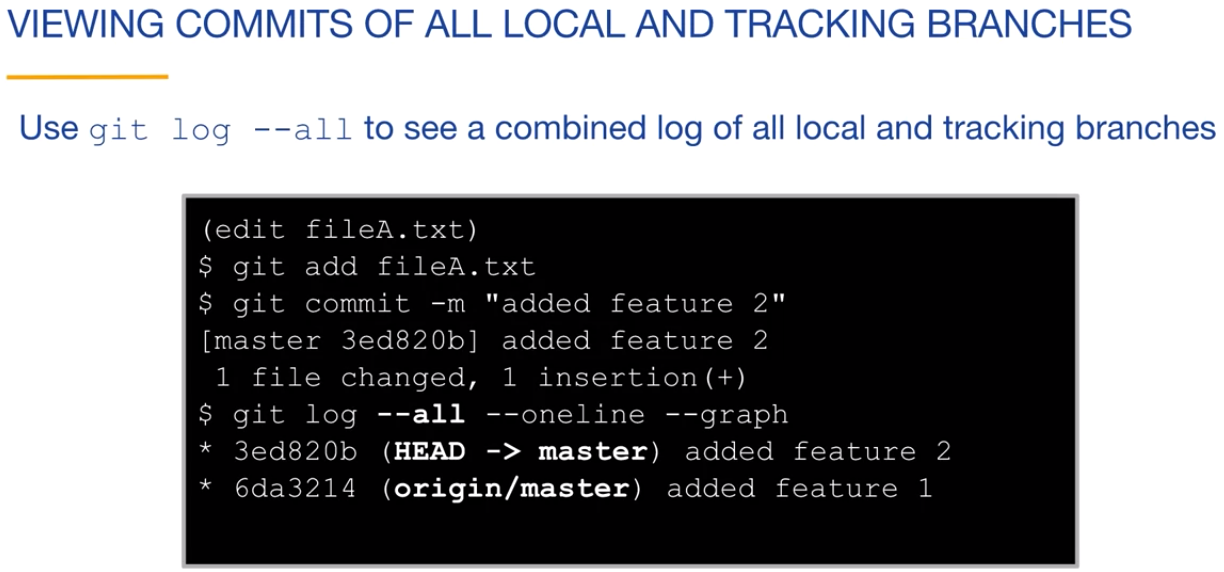 VIEWING COMMITS OF ALL LOCAL AND TRACKING BRANCHES
Use git log --all to see a combined log of all local and tracking branches
(edit fileA.txt)
$ git add fileA.txt
$ git commit -m "added feature 2"
[master 3ed820b] added feature 2
 1 file changed, 1 insertion(+)
$ git log --all --oneline --graph
* 3ed820b (HEAD -> master) added feature 2
* 6da3214 (origin/master) added feature 1